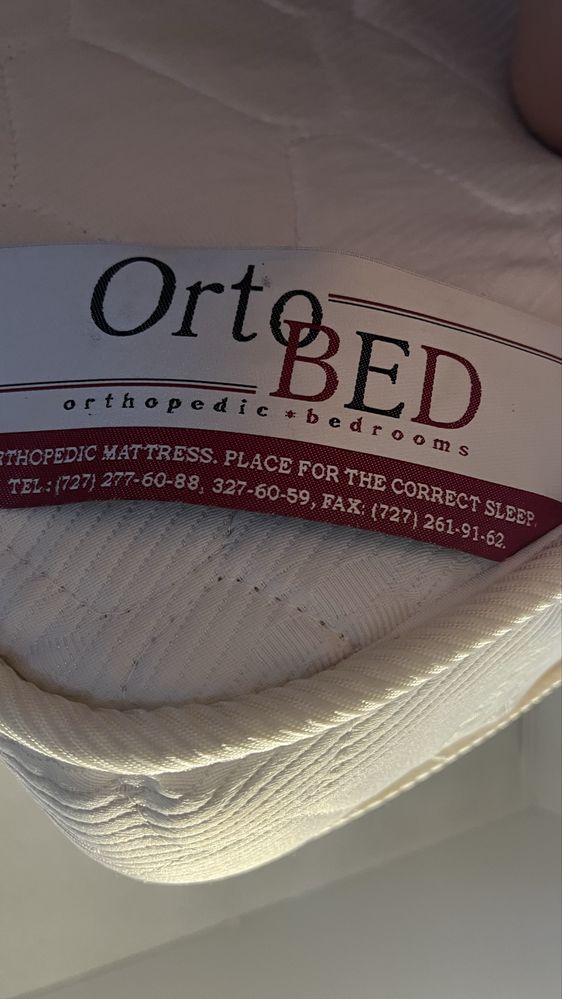 Orto
BED
orthopedic * bedrooms
RTHOPEDIC MATTRESS. PLACE FOR THE CORRECT SLEEP.
TEL: (727) 277-60-88, 327-60-59, FAX: (727) 261-91-62.